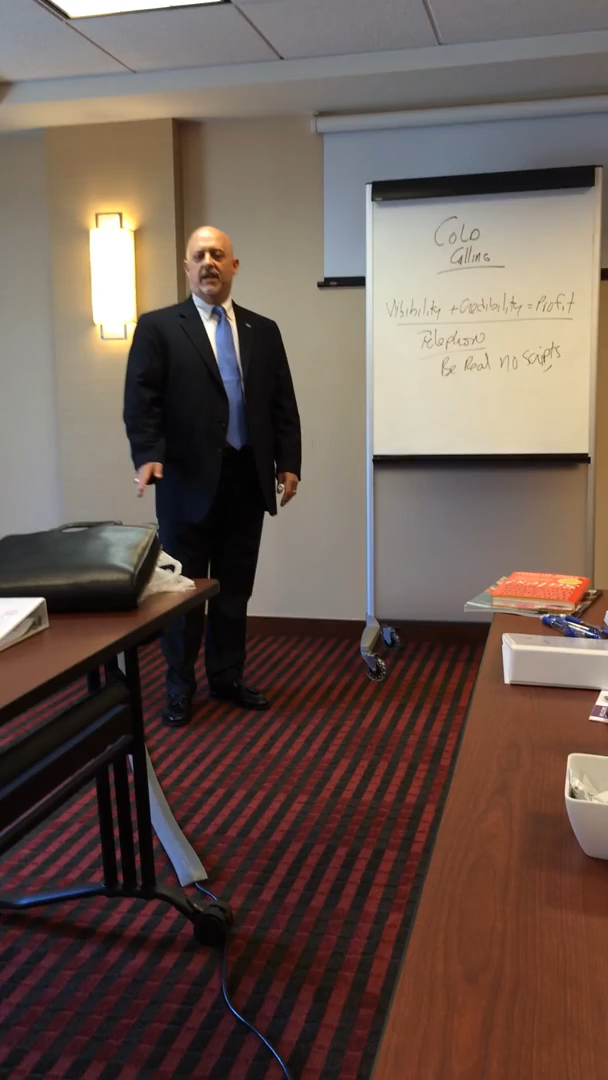 Cold
Calling
Visibility + Credibility = Profit
Telephone
Be Real no scripts